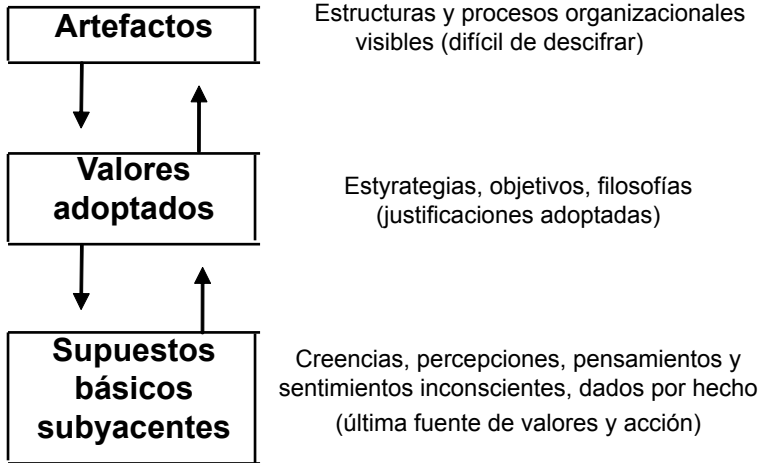 Artefactos
Estructuras y procesos organizacionales
visibles (difícil de descifrar)
Valores
adoptados
Estyrategias, objetivos, filosofías
(justificaciones adoptadas)
Supuestos
básicos
subyacentes
Creencias, percepciones, pensamientos y
sentimientos inconscientes, dados por hecho
(última fuente de valores y acción)